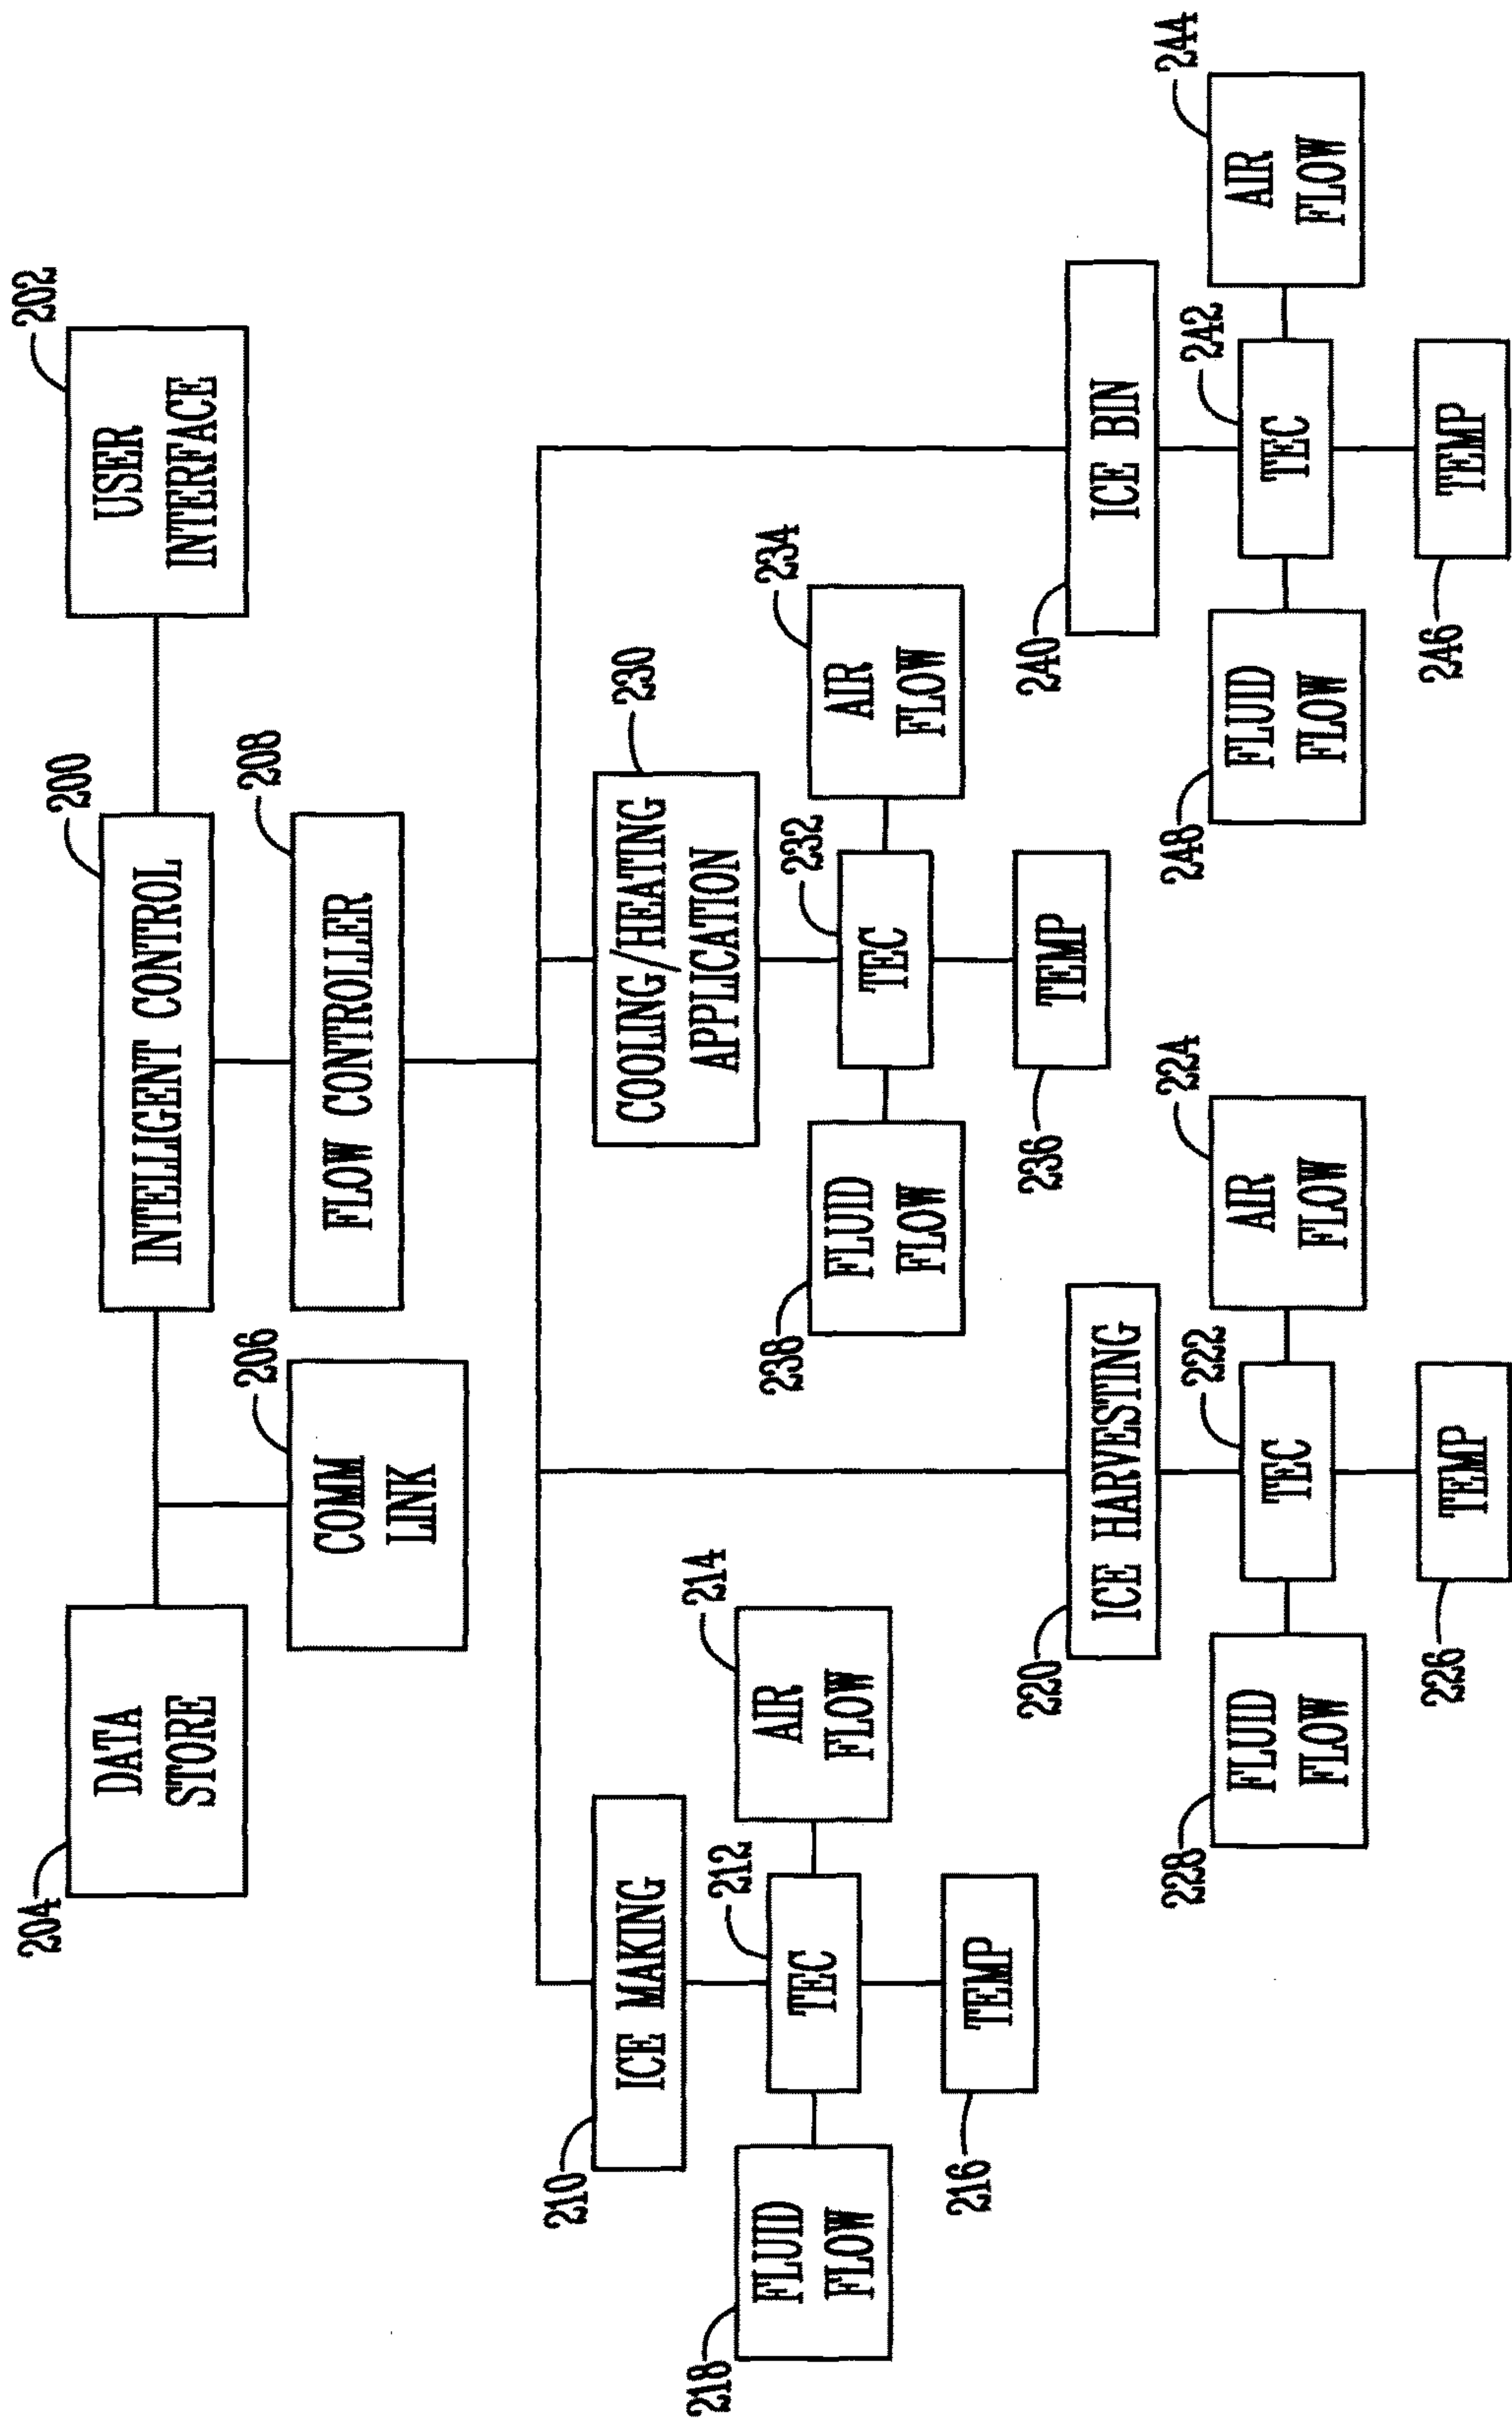 202
USER
INTERFACE
200
INTELLIGENT CONTROL
204
DATA
STORE
206
COMM
LINK
208
FLOW CONTROLLER
210
ICE MAKING
212
TEC
214
AIR
FLOW
216
TEMP
218
FLUID
FLOW
220
ICE HARVESTING
222
TEC
224
AIR
FLOW
226
TEMP
228
FLUID
FLOW
230
COOLING/HEATING
APPLICATION
232
TEC
234
AIR
FLOW
236
TEMP
238
FLUID
FLOW
240
ICE BIN
242
TEC
244
AIR
FLOW
246
TEMP
248
FLUID
FLOW